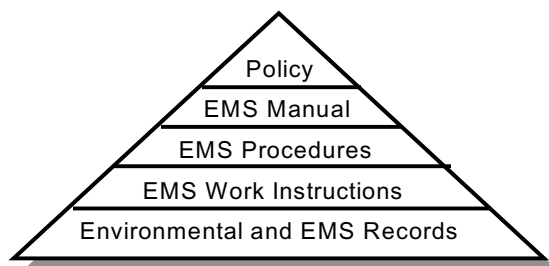 Policy
EMS Manual
EMS Procedures
EMS Work Instructions
Environmental and EMS Records